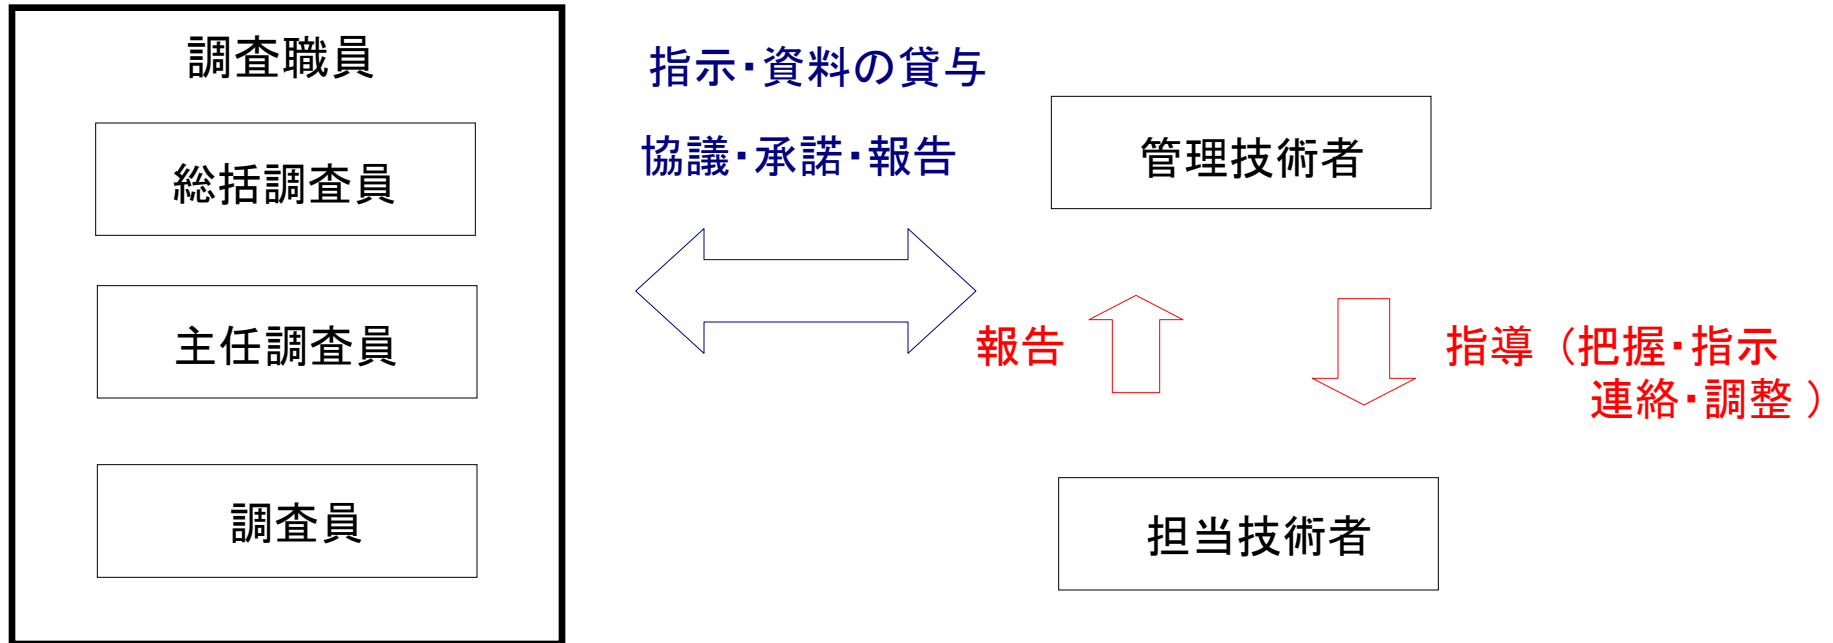 調査職員
総括調査員
主任調査員
調査員
指示・資料の貸与
協議・承諾・報告
管理技術者
報告
指導（把握・指示
連絡・調整 ）
担当技術者